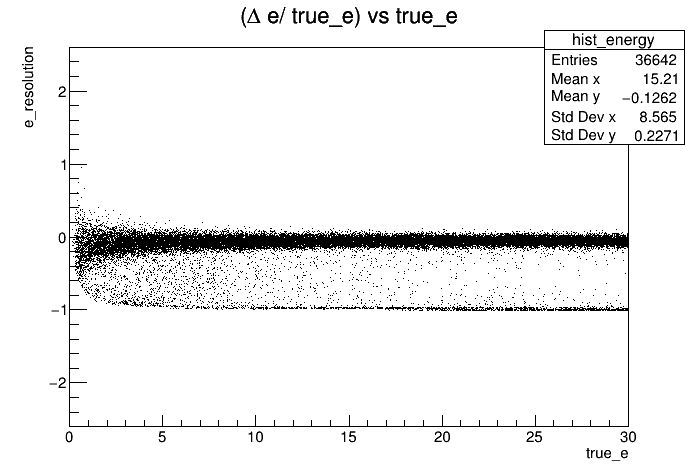 (Δ e/ true_e) vs true_e
hist_energy
Entries 36642
Mean x 15.21
Mean y −0.1262
Std Dev x 8.565
Std Dev y 0.2271
e_resolution
2
1
0
−1
−2
0 5 10 15 20 25 30
true_e